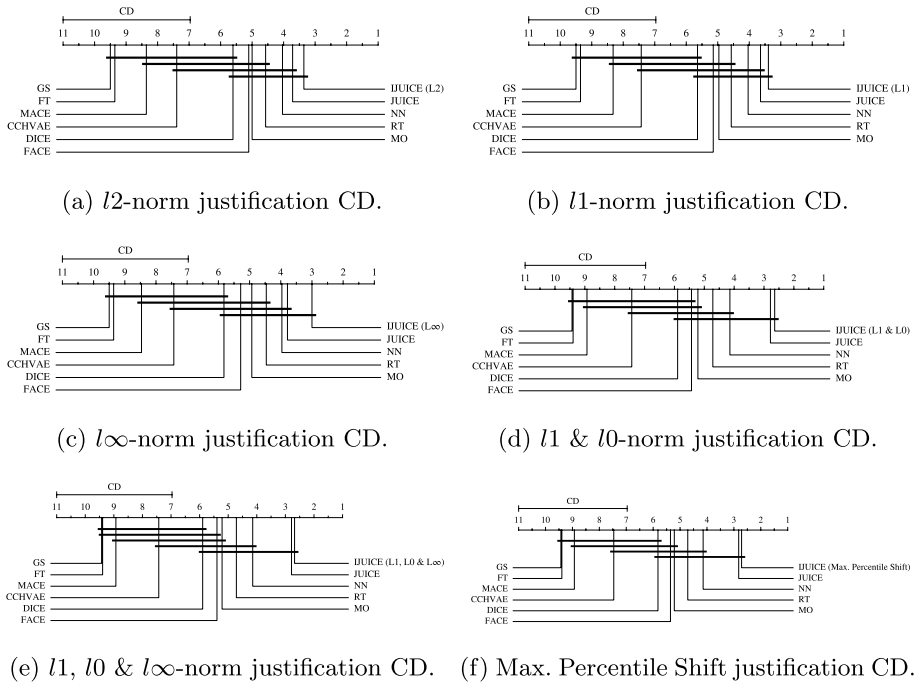 CD
11 10 9 8 7 6 5 4 3 2 1
GS
FT
MACE
CCHVAE
DICE
FACE
IJUICE (L2)
JUICE
NN
RT
MO
(a) l2-norm justification CD.
CD
11 10 9 8 7 6 5 4 3 2 1
GS
FT
MACE
CCHVAE
DICE
FACE
IJUICE (L1)
JUICE
NN
RT
MO
(b) l1-norm justification CD.
CD
11 10 9 8 7 6 5 4 3 2 1
GS
FT
MACE
CCHVAE
DICE
FACE
IJUICE (L∞)
JUICE
NN
RT
MO
(c) l∞-norm justification CD.
CD
11 10 9 8 7 6 5 4 3 2 1
GS
FT
MACE
CCHVAE
DICE
FACE
IJUICE (L1 & L0)
JUICE
NN
RT
MO
(d) l1 & l0-norm justification CD.
CD
11 10 9 8 7 6 5 4 3 2 1
GS
FT
MACE
CCHVAE
DICE
FACE
IJUICE (L1, L0 & L∞)
JUICE
NN
RT
MO
(e) l1, l0 & l∞-norm justification CD.
CD
11 10 9 8 7 6 5 4 3 2 1
GS
FT
MACE
CCHVAE
DICE
FACE
IJUICE (Max. Percentile Shift)
JUICE
NN
RT
MO
(f) Max. Percentile Shift justification CD.